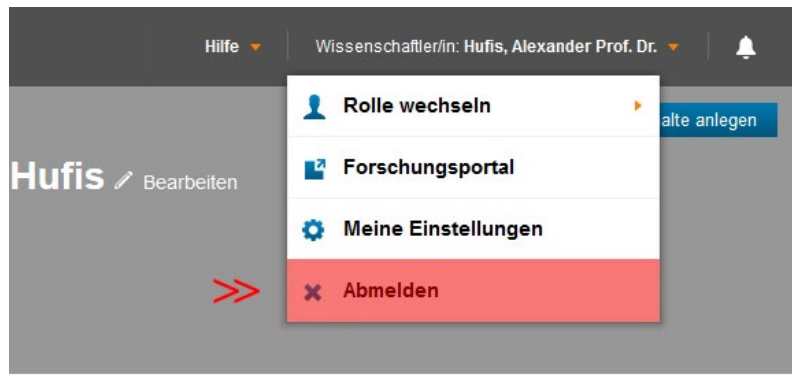 Hilfe Wissenschaftler/in: Hufis, Alexander Prof. Dr.
Rolle wechseln
alte anlegen
Forschungsportal
Hufis Bearbeiten
Meine Einstellungen
>> Abmelden